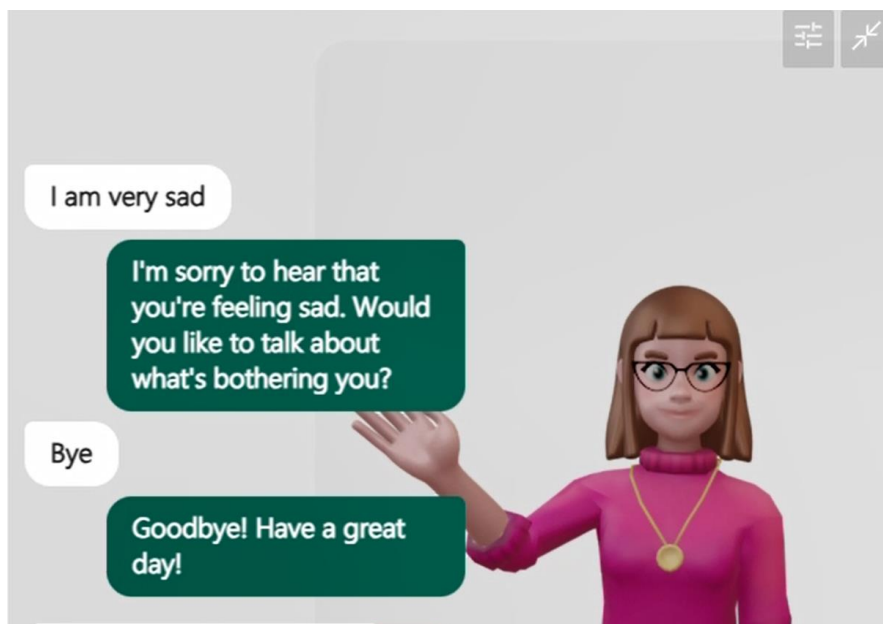 I am very sad
I'm sorry to hear that
you're feeling sad. Would
you like to talk about
what's bothering you?
Bye
Goodbye! Have a great
day!